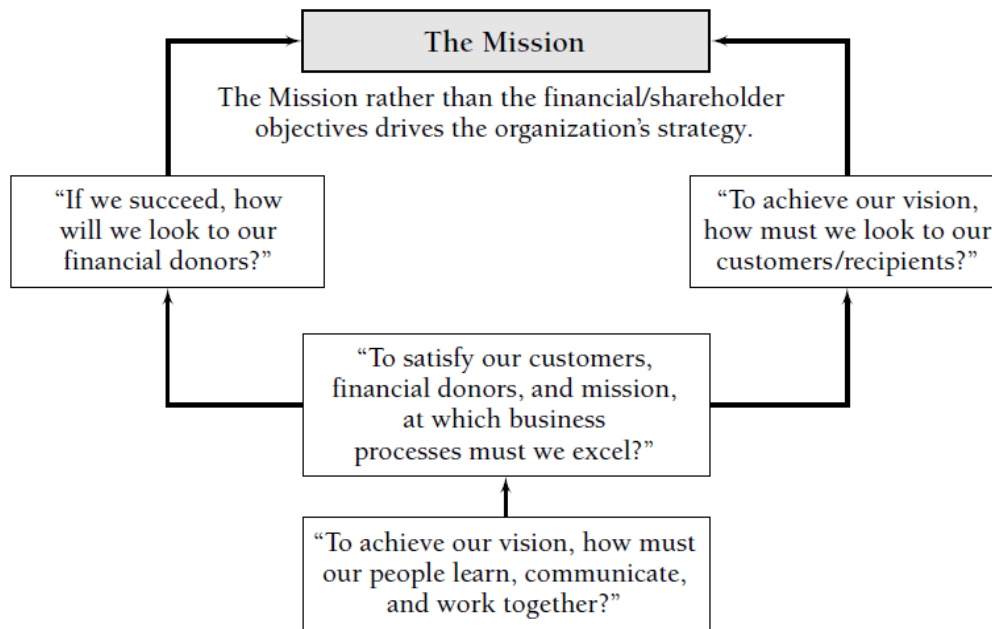 The Mission
The Mission rather than the financial/shareholder
objectives drives the organization’s strategy.
“If we succeed, how
will we look to our
financial donors?”
“To achieve our vision,
how must we look to our
customers/recipients?”
“To satisfy our customers,
financial donors, and mission,
at which business
processes must we excel?”
“To achieve our vision, how must
our people learn, communicate,
and work together?”